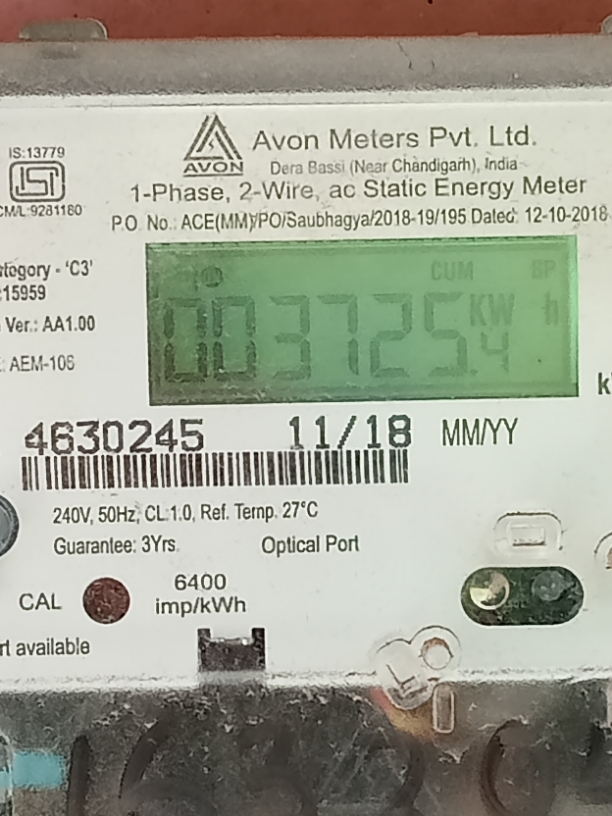 IS:13779
AVON
Avon Meters Pvt. Ltd.
Dera Bassi (Near Chandigarh), India
CM/L:9281180
1-Phase, 2-Wire, ac Static Energy Meter
P.O. No.: ACE(MM)/PO/Saubhagya/2018-19/195 Dated: 12-10-2018
ategory - 'C3'
15959
Ver.: AA1.00
AEM-106
CUM
003725.4 KW h
4630245 11/18 MM/YY
240V, 50Hz, CL:1.0, Ref. Temp. 27°C
Guarantee: 3Yrs. Optical Port
CAL 6400
imp/kWh
rt available